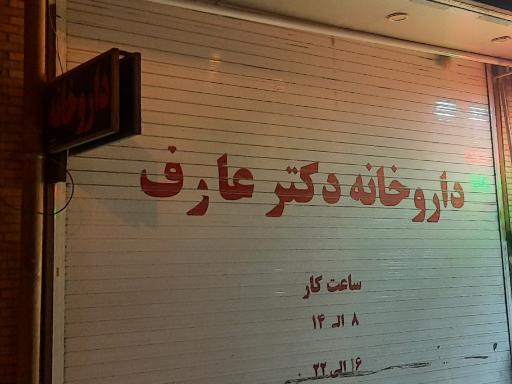 داروخانه
داروخانه دکتر عارف
ساعت کار
۸ الی ۱۴
۱۶ الی ۲۲